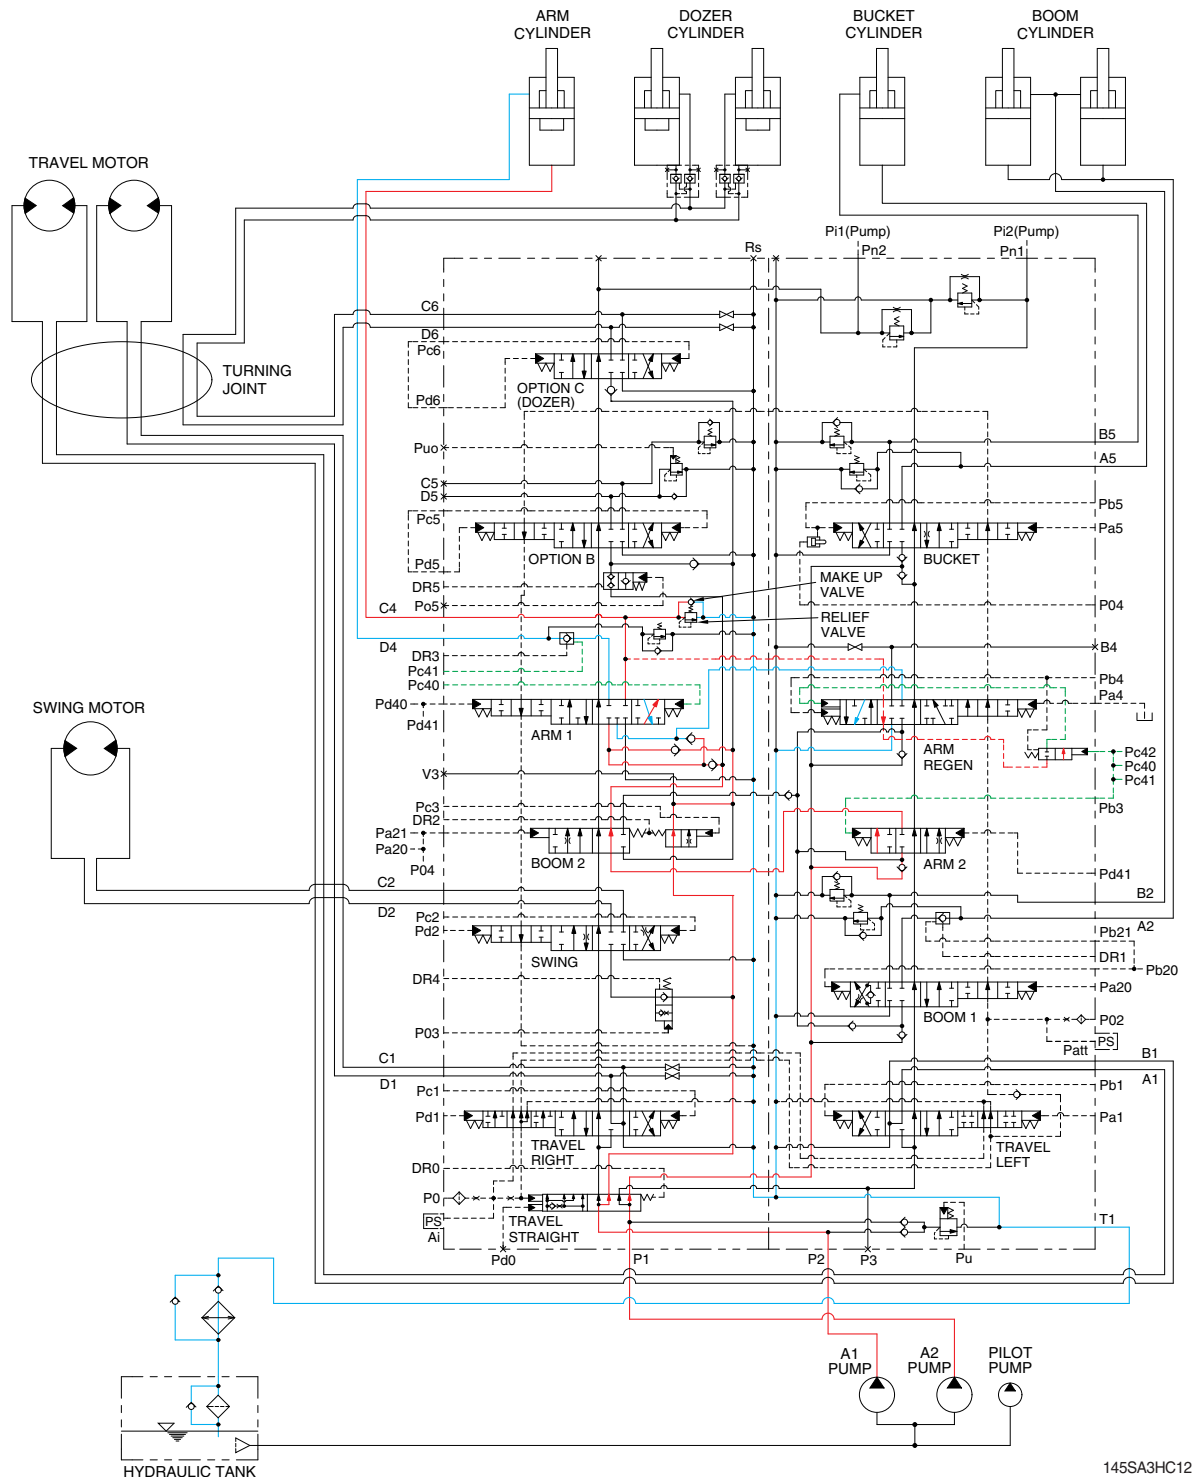 ARM
CYLINDER
DOZER
CYLINDER
BUCKET
CYLINDER
BOOM
CYLINDER
TRAVEL MOTOR
Rs
Pi1(Pump)
Pn2
Pi2(Pump)
Pn1
C6
D6
Pc6
Pd6
OPTION C
(DOZER)
TURNING
JOINT
Puo
C5
D5
Pc5
Pd5
OPTION B
B5
A5
Pb5
Pa5
BUCKET
DR5
Po5
C4
D4
MAKE UP
VALVE
RELIEF
VALVE
P04
B4
DR3
Pc41
Pc40
Pd40
Pd41
ARM 1
Pb4
Pa4
ARM
REGEN
Pc42
Pc40
Pc41
SWING MOTOR
V3
Pc3
DR2
Pa21
Pa20
P04
BOOM 2
Pb3
ARM 2
Pd41
C2
D2
B2
A2
Pc2
Pd2
SWING
Pb21
DR1
Pb20
DR4
Pa20
BOOM 1
P03
P02
PS
Patt
C1
D1
B1
A1
Pc1
Pd1
TRAVEL
RIGHT
Pb1
Pa1
TRAVEL
LEFT
DR0
P0
PS
Ai
TRAVEL
STRAIGHT
T1
Pd0
P1
P2
P3
Pu
A1
PUMP
A2
PUMP
PILOT
PUMP
HYDRAULIC TANK
145SA3HC12